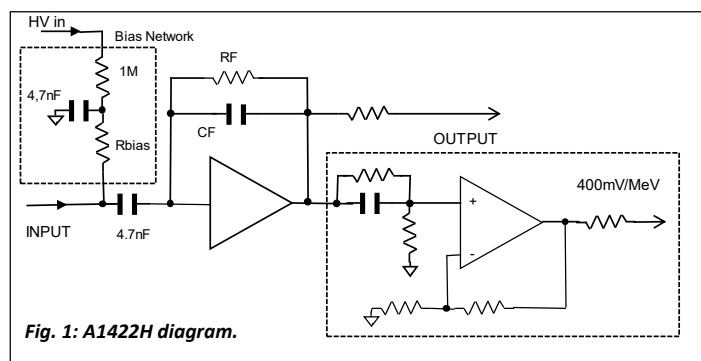 HV in
Bias Network
1M
4,7nF
Rbias
RF
CF
OUTPUT
400mV/MeV
+
-
INPUT
4.7nF
Fig. 1: A1422H diagram.